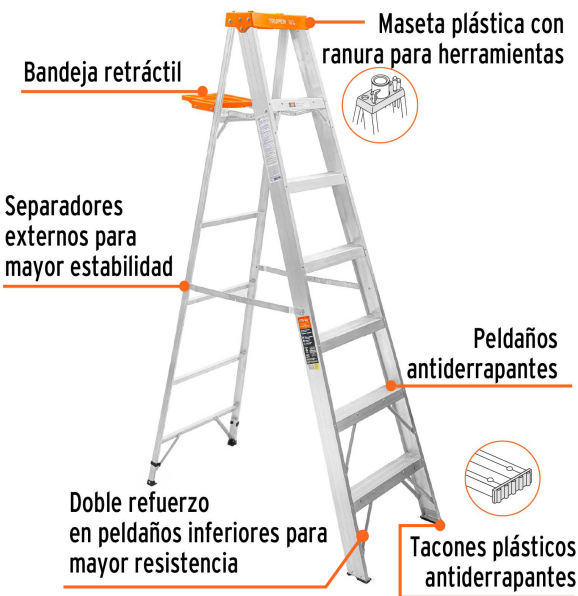 TRUPER
Maseta plástica con
ranura para herramientas
Bandeja retráctil
Separadores
externos para
mayor estabilidad
Peldaños
antiderrapantes
Doble refuerzo
en peldaños inferiores para
mayor resistencia
Tacones plásticos
antiderrapantes